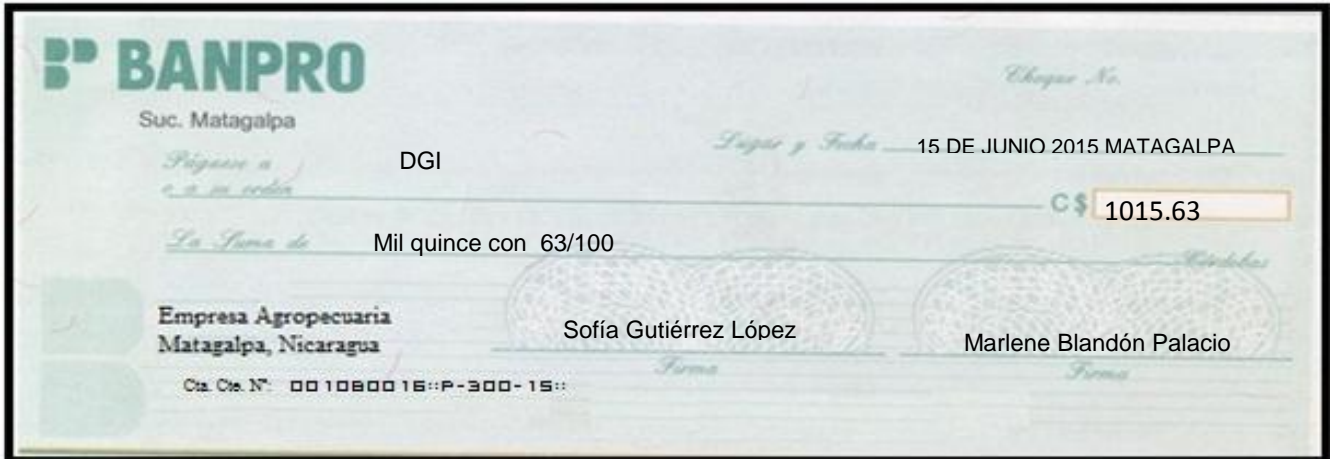 BANPRO
Suc. Matagalpa
Cheque No.
Lugar y Fecha 15 DE JUNIO 2015 MATAGALPA
Páguese a DGI
o a su orden
C$ 1015.63
La Suma de Mil quince con 63/100
Córdobas
Empresa Agropecuaria
Matagalpa, Nicaragua
Sofía Gutiérrez López
Marlene Blandón Palacio
Firma
Firma
Cta. Cte. Nº: 001080016::P-300-15::